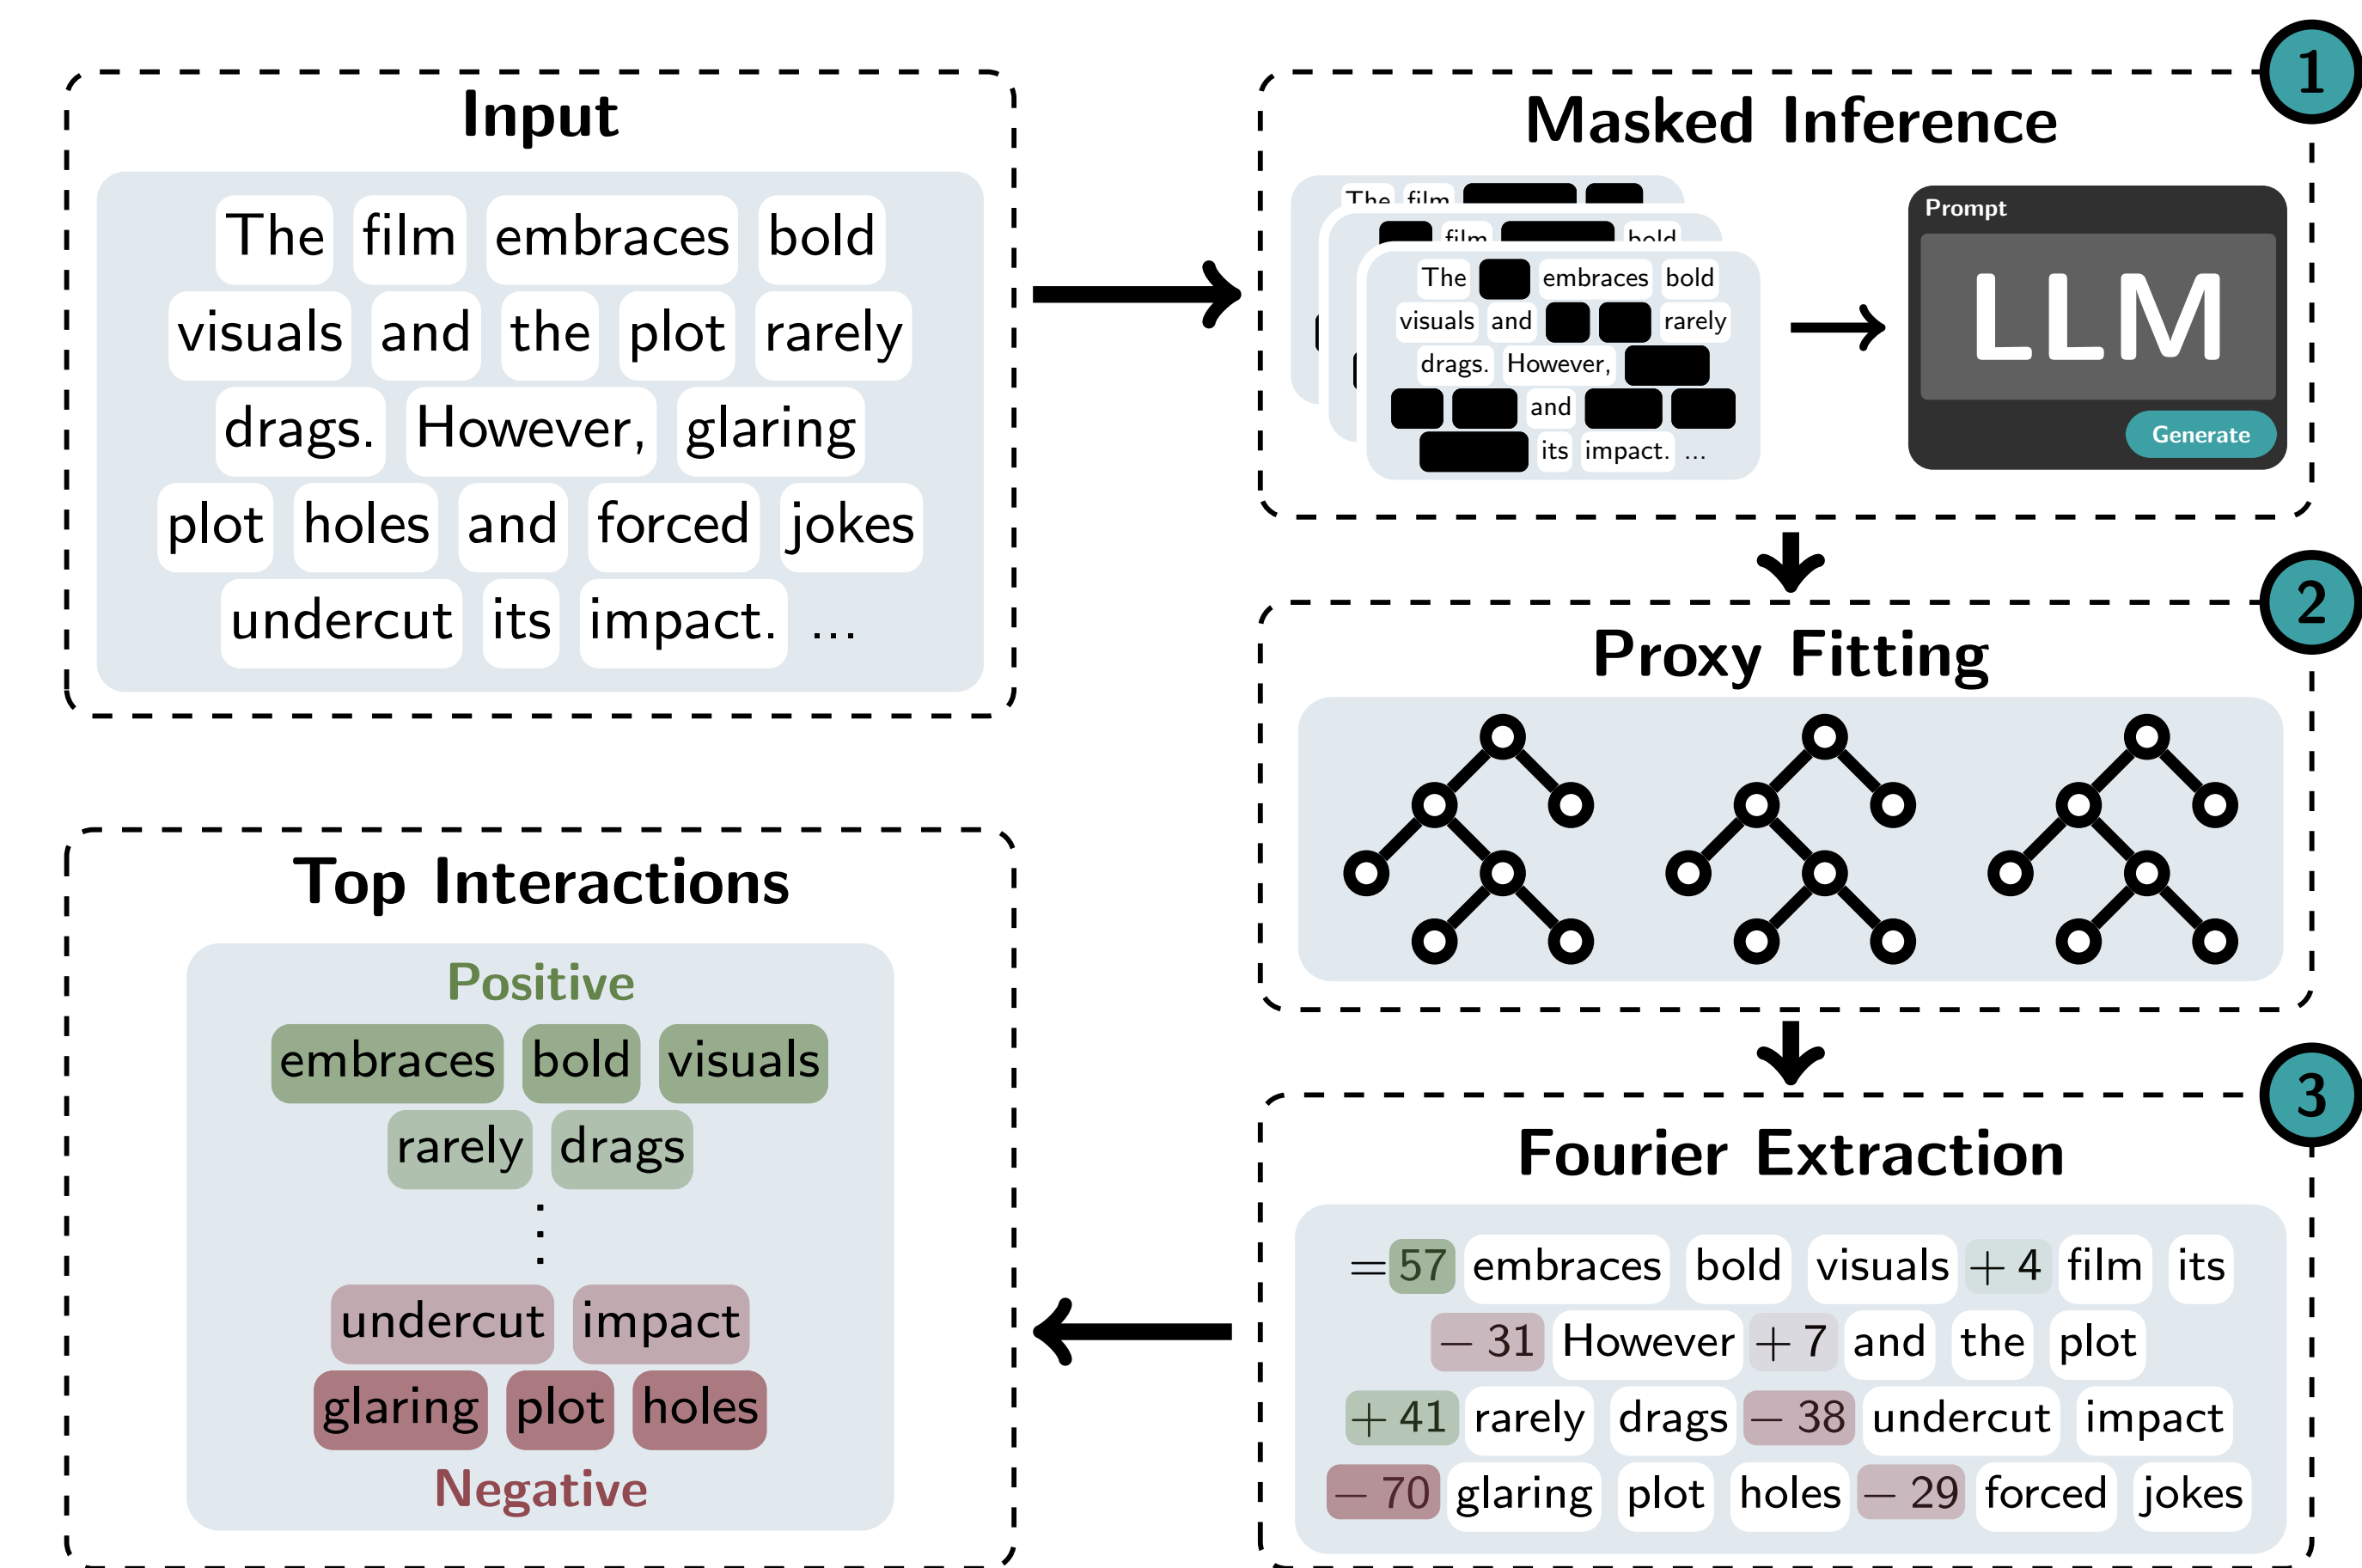 Input
The film embraces bold
visuals and the plot rarely
drags. However, glaring
plot holes and forced jokes
undercut its impact. ...
1
Masked Inference
The film
film bold
The embraces bold
visuals and rarely
drags. However,
and
its impact. ...
Prompt
LLM
Generate
2
Proxy Fitting
3
Fourier Extraction
= 57 embraces bold visuals + 4 film its
− 31 However + 7 and the plot
+ 41 rarely drags − 38 undercut impact
− 70 glaring plot holes − 29 forced jokes
Top Interactions
Positive
embraces bold visuals
rarely drags
⋮
undercut impact
glaring plot holes
Negative